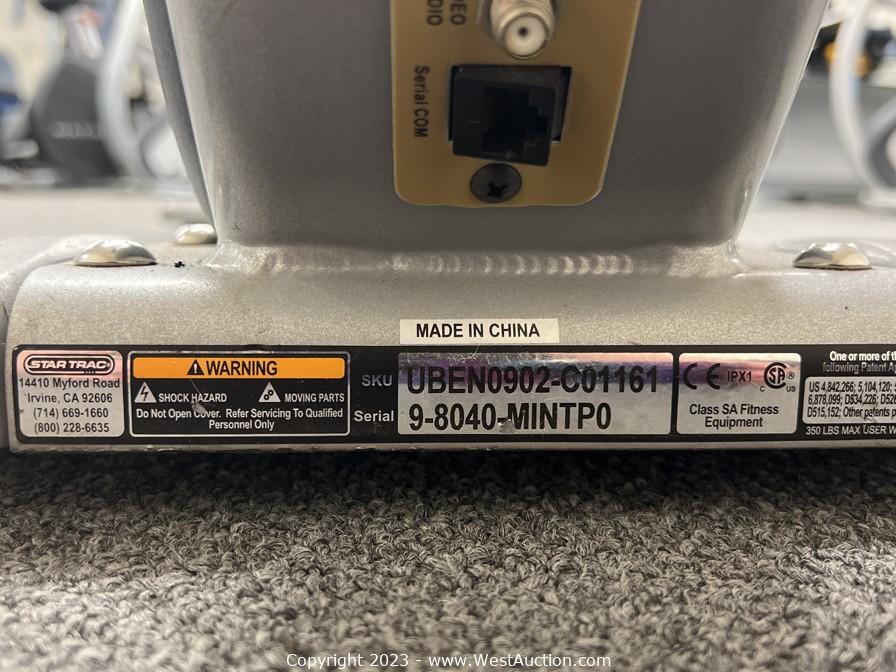 VIDEO
AUDIO
Serial COM
MADE IN CHINA
STAR TRAC
14410 Myford Road
Irvine, CA 92606
(714) 669-1660
(800) 228-6635
WARNING
SHOCK HAZARD
MOVING PARTS
Do Not Open Cover. Refer Servicing To Qualified
Personnel Only
SKU UBEN0902-C01161
Serial 9-8040-MINTP0
CE IPX1 SA C US
Class SA Fitness
Equipment
One or more of t
following Patent A
US 4,842,266; 5,104,120;
6,878,099; D534,226; D526
D515,152; Other patents p
350 LBS MAX USER W
Copyright 2023 - www.WestAuction.com